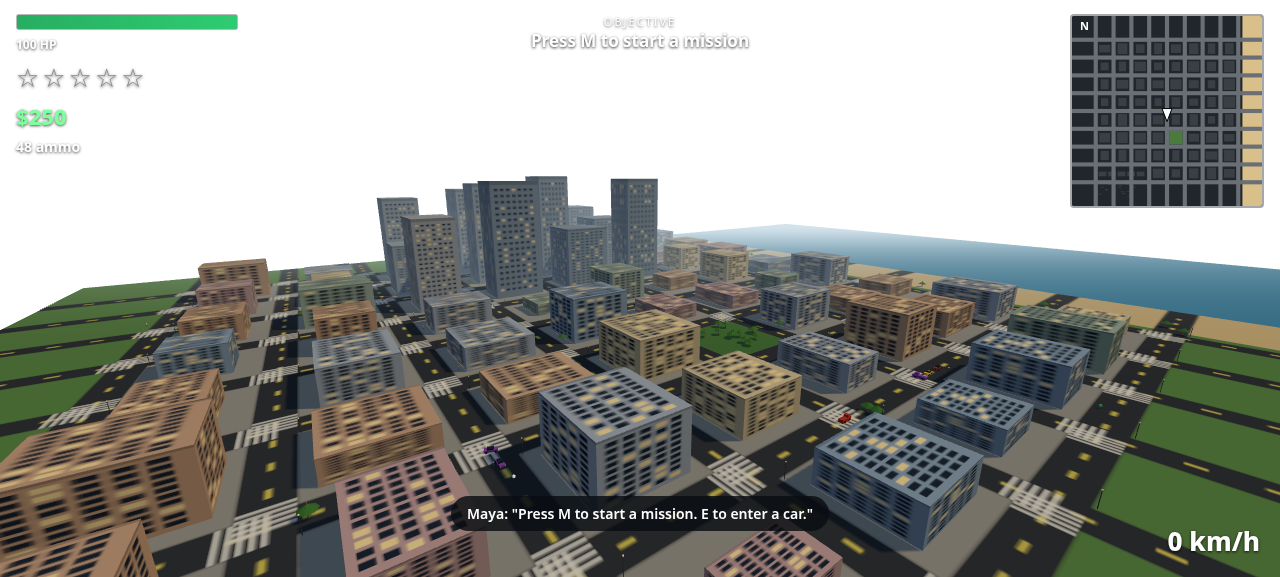 100 HP
☆☆☆☆☆
$250
48 ammo
OBJECTIVE
Press M to start a mission
N
Maya: "Press M to start a mission. E to enter a car."
0 km/h